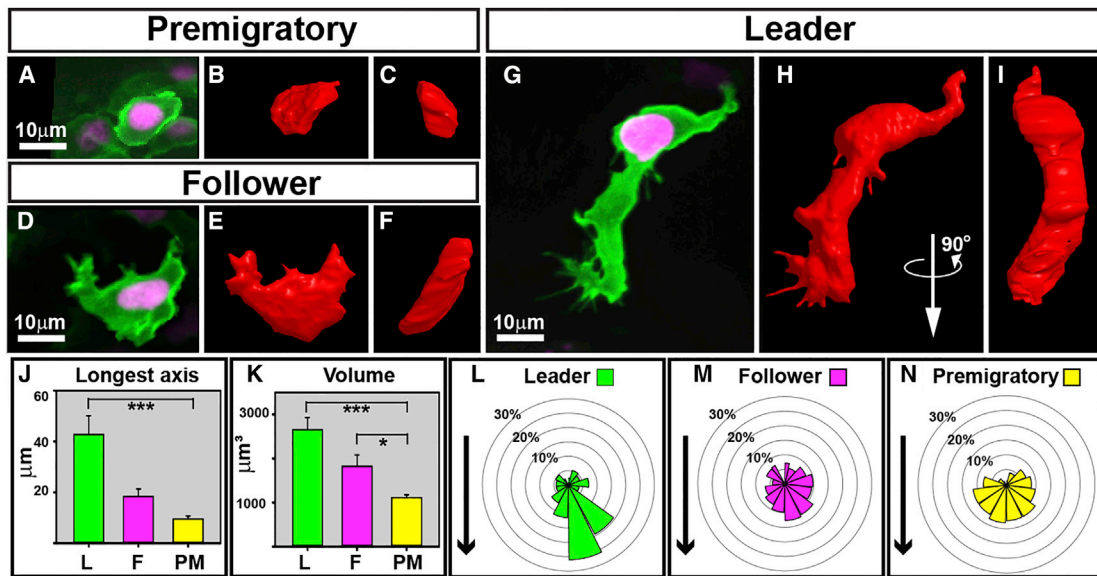 Premigratory
Leader
A
10μm
B
C
Follower
D
10μm
E
F
G
10μm
H
90°
I
J
Longest axis
60
40
20
μm
***
L F PM
K
Volume
3000
1000
μm³
***
*
L F PM
L
Leader
30%
20%
10%
M
Follower
30%
20%
10%
N
Premigratory
30%
20%
10%